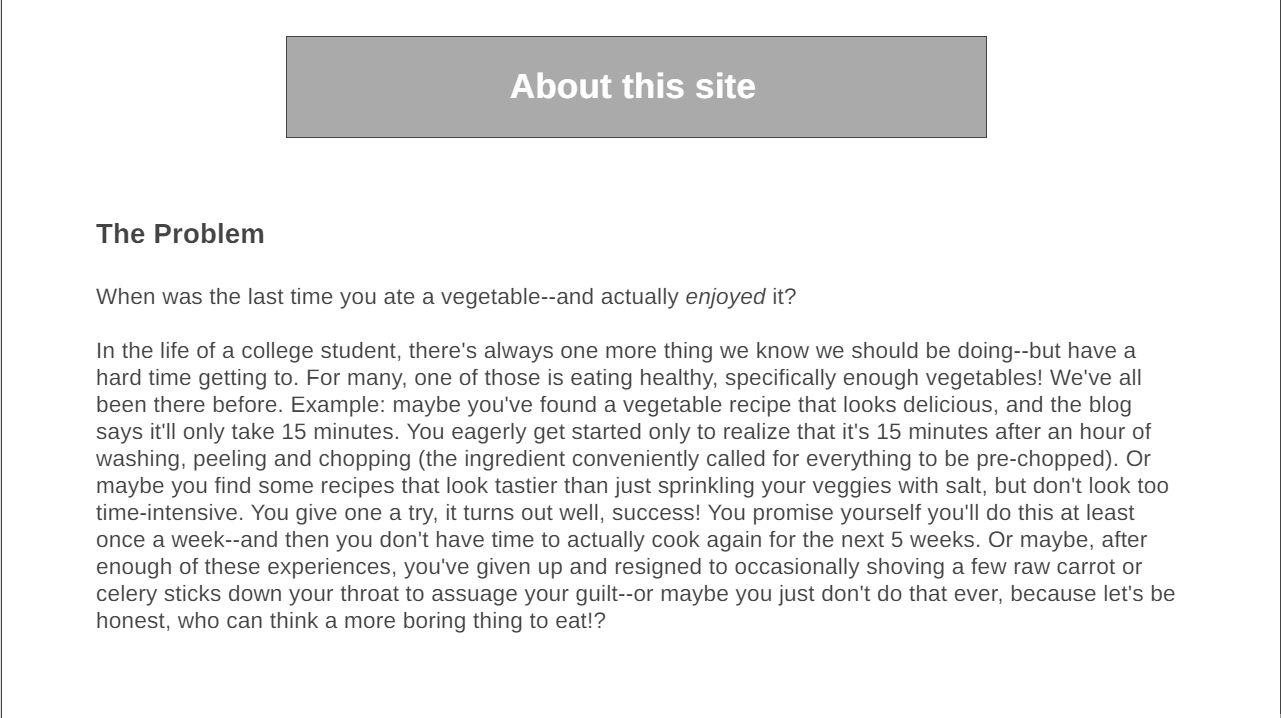 About this site
The Problem
When was the last time you ate a vegetable--and actually enjoyed it?
In the life of a college student, there's always one more thing we know we should be doing--but have a
hard time getting to. For many, one of those is eating healthy, specifically enough vegetables! We've all
been there before. Example: maybe you've found a vegetable recipe that looks delicious, and the blog
says it'll only take 15 minutes. You eagerly get started only to realize that it's 15 minutes after an hour of
washing, peeling and chopping (the ingredient conveniently called for everything to be pre-chopped). Or
maybe you find some recipes that look tastier than just sprinkling your veggies with salt, but don't look too
time-intensive. You give one a try, it turns out well, success! You promise yourself you'll do this at least
once a week--and then you don't have time to actually cook again for the next 5 weeks. Or maybe, after
enough of these experiences, you've given up and resigned to occasionally shoving a few raw carrot or
celery sticks down your throat to assuage your guilt--or maybe you just don't do that ever, because let's be
honest, who can think a more boring thing to eat!?